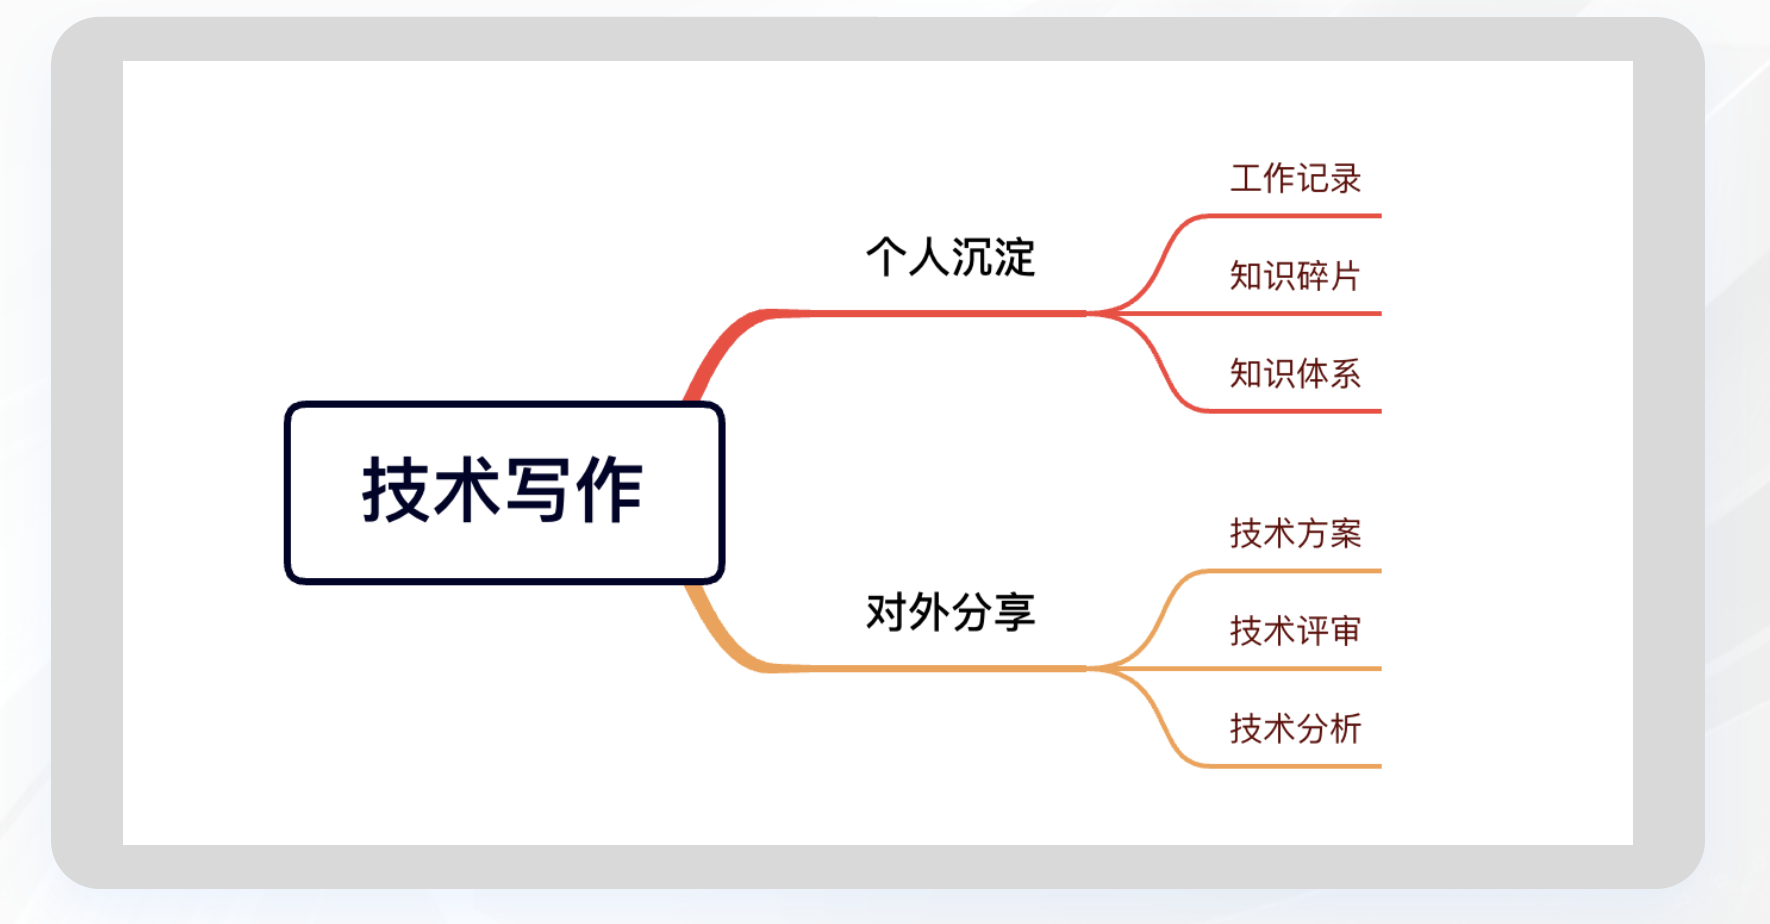 技术写作
个人沉淀
工作记录
知识碎片
知识体系
对外分享
技术方案
技术评审
技术分析